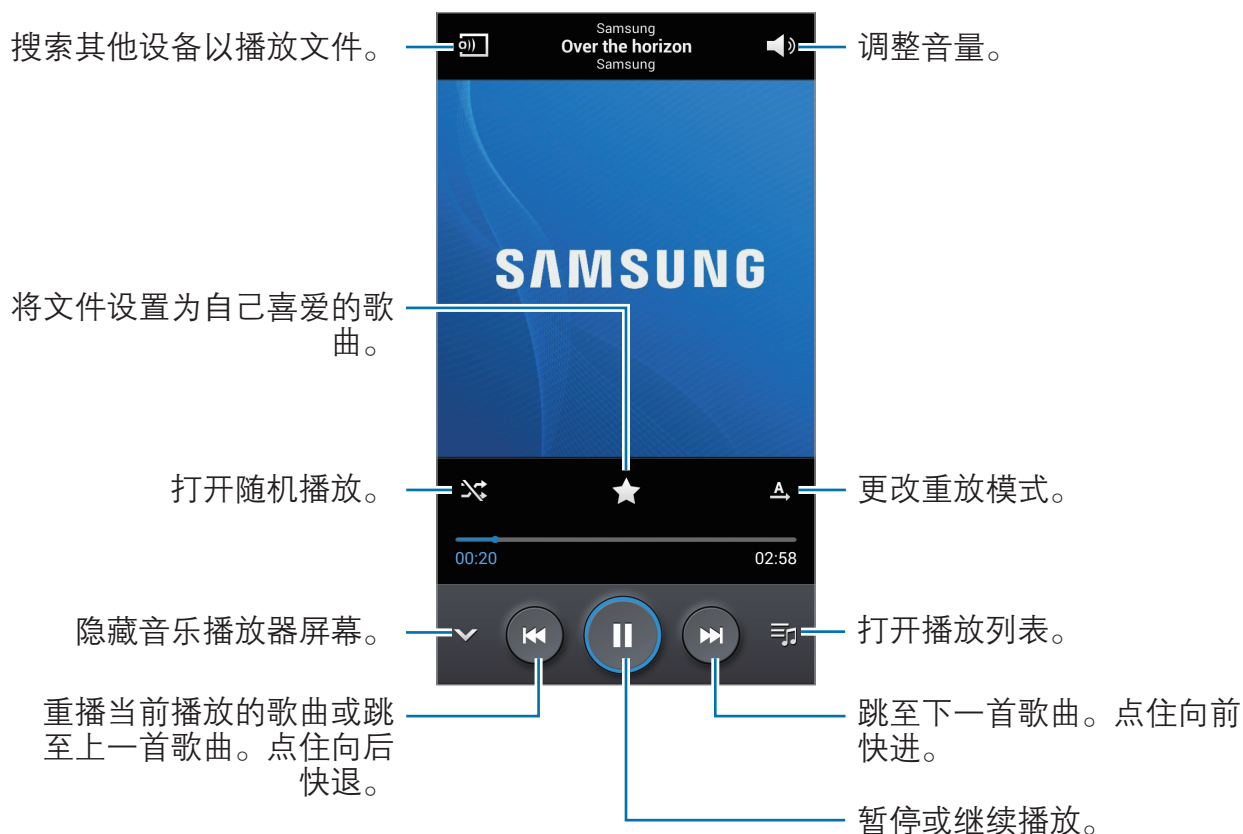 Samsung
搜索其他设备以播放文件。
Over the horizon
调整音量。
Samsung
SAMSUNG
将文件设置为自己喜爱的歌
曲。
打开随机播放。
A
更改重放模式。
00:20
02:58
隐藏音乐播放器屏幕。
打开播放列表。
重播当前播放的歌曲或跳
至上一首歌曲。点住向后
快退。
跳至下一首歌曲。点住向前
快进。
暂停或继续播放。